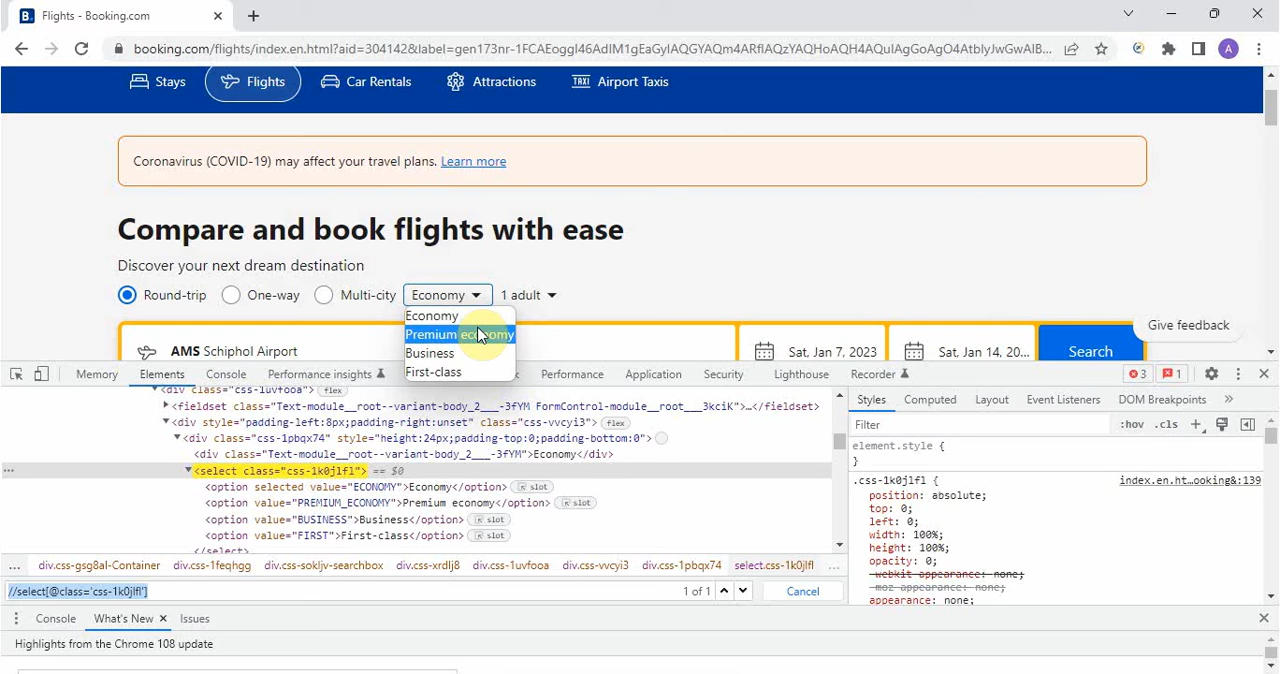 Flights - Booking.com
booking.com/flights/index.en.html?aid=304142&label=gen173nr-1FCAEoggI46AdIM1gEaGyIAQGYAQm4ARfIAQzYAQHoAQH4AQuIAgGoAgO4AtblyJwGwAIB...
A
Stays Flights Car Rentals Attractions TAXI Airport Taxis
Coronavirus (COVID-19) may affect your travel plans. Learn more
Compare and book flights with ease
Discover your next dream destination
Round-trip One-way Multi-city Economy 1 adult
Economy
Premium economy
Business
First-class
AMS Schiphol Airport Sat, Jan 7, 2023 Sat, Jan 14, 20... Search
Give feedback
Memory Elements Console Performance insights Performance Application Security Lighthouse Recorder 3 1
<div class="css-1uvfooa"> flex
<fieldset class="Text-module__root--variant-body_2___-3fYM FormControl-module__root___3kciK">…</fieldset>
<div style="padding-left:8px;padding-right:unset" class="css-vvcyi3"> flex
<div class="css-1pbqx74" style="height:24px;padding-top:0;padding-bottom:0">
<div class="Text-module__root--variant-body_2___-3fYM">Economy</div>
<select class="css-1k0jlfl"> == $0
<option selected value="ECONOMY">Economy</option> slot
<option value="PREMIUM_ECONOMY">Premium economy</option> slot
<option value="BUSINESS">Business</option> slot
<option value="FIRST">First-class</option> slot
</select>
... div.css-gsg8al-Container div.css-1feqhgg div.css-sokljv-searchbox div.css-xrdlj8 div.css-1uvfooa div.css-vvcyi3 div.css-1pbqx74 select.css-1k0jlfl ...
//select[@class='css-1k0jlfl'] 1 of 1 Cancel
Styles Computed Layout Event Listeners DOM Breakpoints »
Filter :hov .cls +
element.style {
}
.css-1k0jlfl { index.en.ht…ooking&:139
position: absolute;
top: 0;
left: 0;
width: 100%;
height: 100%;
opacity: 0;
-webkit-appearance: none;
-moz-appearance: none;
appearance: none;
Console What's New Issues
Highlights from the Chrome 108 update